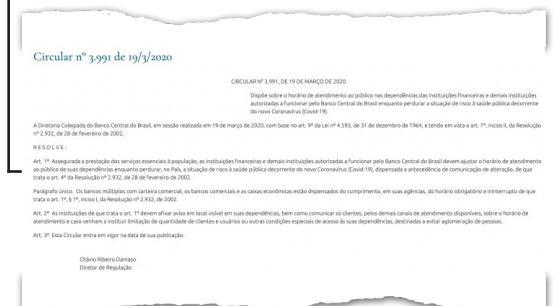 Circular nº 3.991 de 19/3/2020
CIRCULAR Nº 3.991, DE 19 DE MARÇO DE 2020
Dispõe sobre o horário de atendimento ao público nas dependências das instituições financeiras e demais instituições
autorizadas a funcionar pelo Banco Central do Brasil enquanto perdurar a situação de risco à saúde pública decorrente
do novo Coronavírus (Covid-19).
A Diretoria Colegiada do Banco Central do Brasil, em sessão realizada em 19 de março de 2020, com base no art. 9º da Lei nº 4.595, de 31 de dezembro de 1964, e tendo em vista o art. 7º, inciso II, da Resolução
nº 2.932, de 28 de fevereiro de 2002,
R E S O L V E :
Art. 1º Assegurada a prestação dos serviços essenciais à população, as instituições financeiras e demais instituições autorizadas a funcionar pelo Banco Central do Brasil devem ajustar o horário de atendimento
ao público de suas dependências enquanto perdurar, no País, a situação de risco à saúde pública decorrente do novo Coronavírus (Covid-19), dispensada a antecedência de comunicação de alteração, de que
trata o art. 4º da Resolução nº 2.932, de 28 de fevereiro de 2002.
Parágrafo único. Os bancos múltiplos com carteira comercial, os bancos comerciais e as caixas econômicas estão dispensados do cumprimento, em suas agências, do horário obrigatório e ininterrupto de que
trata o art. 1º, § 1º, inciso I, da Resolução nº 2.932, de 2002.
Art. 2º As instituições de que trata o art. 1º devem afixar aviso em local visível em suas dependências, bem como comunicar os clientes, pelos demais canais de atendimento disponíveis, sobre o horário de
atendimento e caso venham a instituir limitação de quantidade de clientes e usuários ou outras condições especiais de acesso às suas dependências, destinadas a evitar aglomeração de pessoas.
Art. 3º Esta Circular entra em vigor na data de sua publicação.
Otávio Ribeiro Damaso
Diretor de Regulação